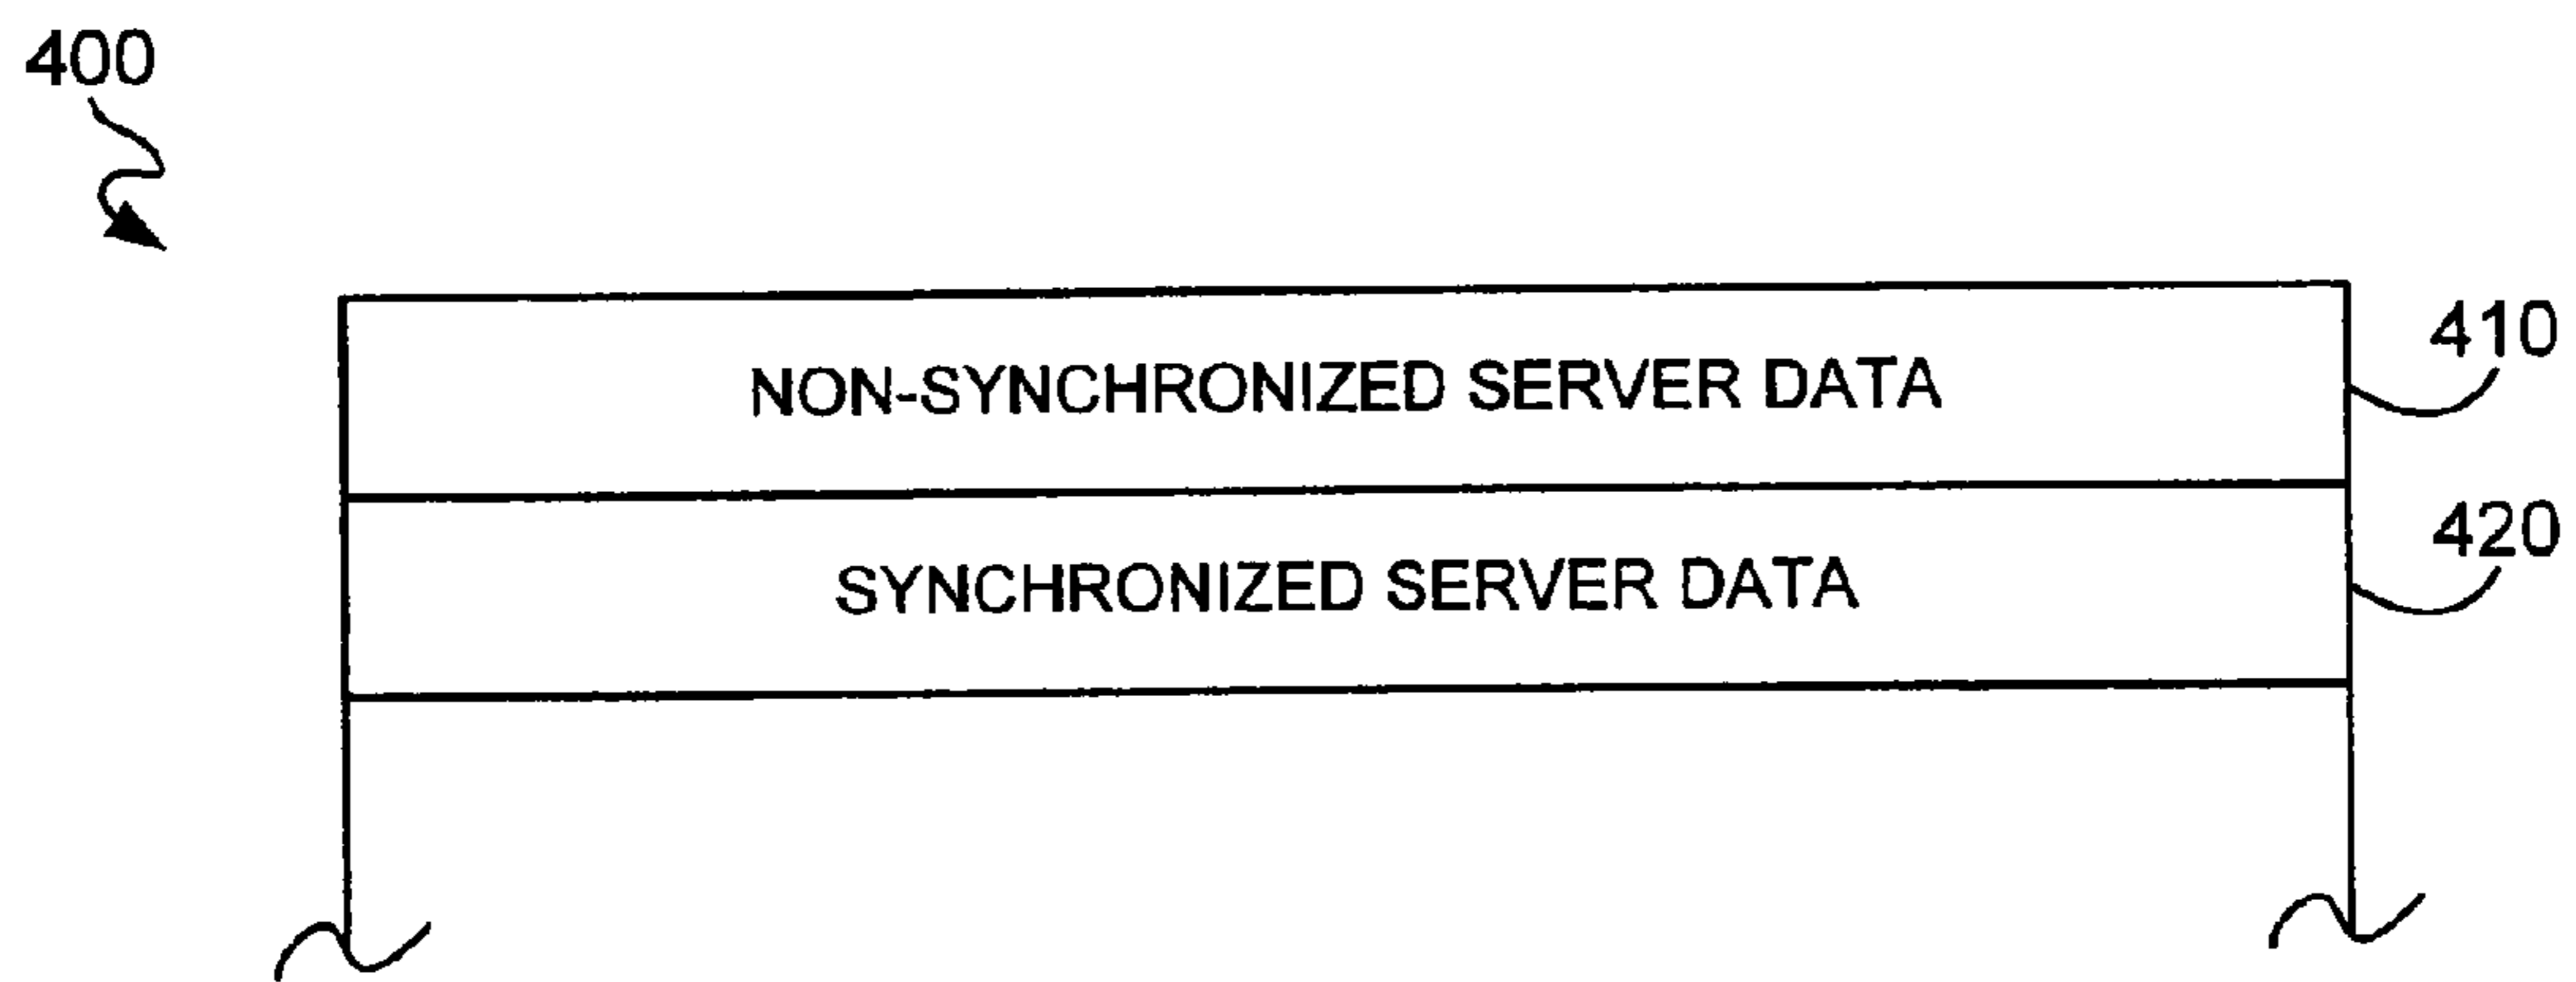 400
NON-SYNCHRONIZED SERVER DATA
410
SYNCHRONIZED SERVER DATA
420